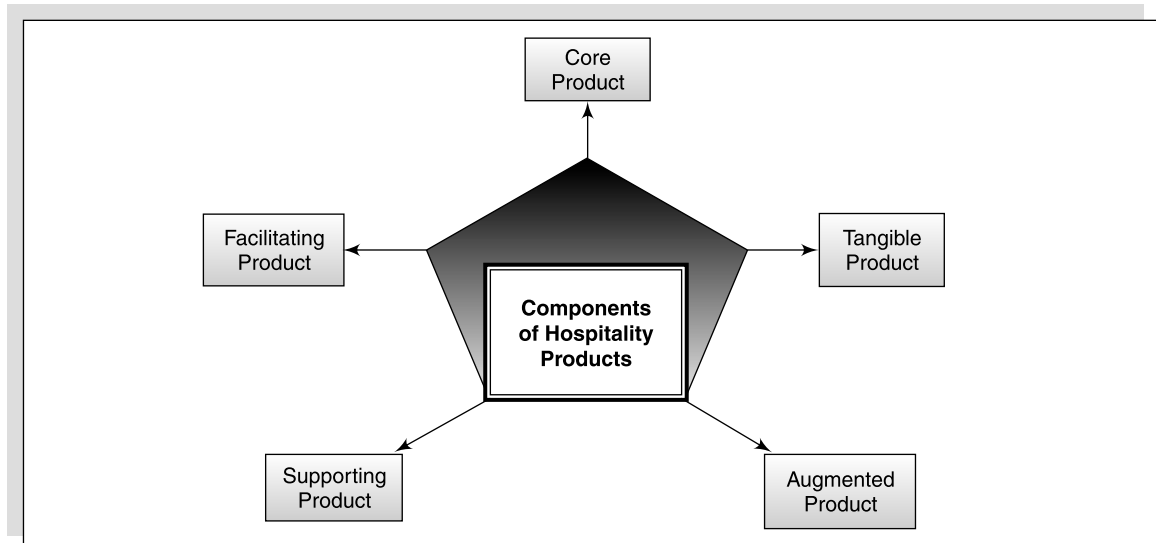 Core
Product
Facilitating
Product
Tangible
Product
Components
of Hospitality
Products
Supporting
Product
Augmented
Product